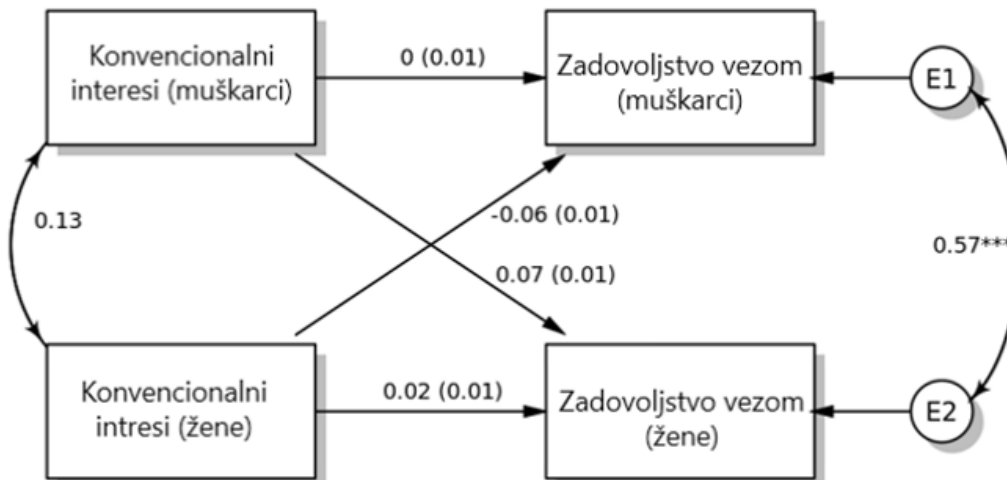 Konvencionalni
interesi (muškarci)
0 (0.01)
Zadovoljstvo vezom
(muškarci)
E1
0.13
-0.06 (0.01)
0.07 (0.01)
0.57***
Konvencionalni
intresi (žene)
0.02 (0.01)
Zadovoljstvo vezom
(žene)
E2